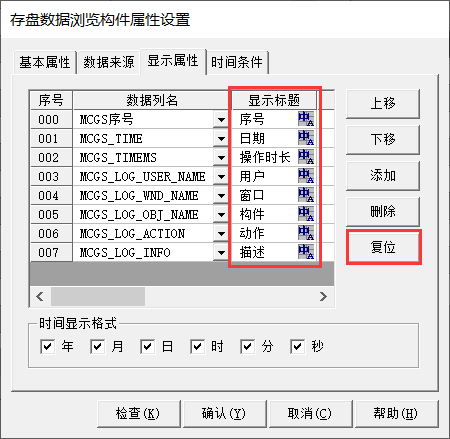 存盘数据浏览构件属性设置
基本属性 数据来源 显示属性 时间条件
序号 数据列名 显示标题
000 MCGS序号 序号
001 MCGS_TIME 日期
002 MCGS_TIMEMS 操作时长
003 MCGS_LOG_USER_NAME 用户
004 MCGS_LOG_WND_NAME 窗口
005 MCGS_LOG_OBJ_NAME 构件
006 MCGS_LOG_ACTION 动作
007 MCGS_LOG_INFO 描述
上移
下移
添加
删除
复位
时间显示格式
年 月 日 时 分 秒
检查(K) 确认(Y) 取消(C) 帮助(H)